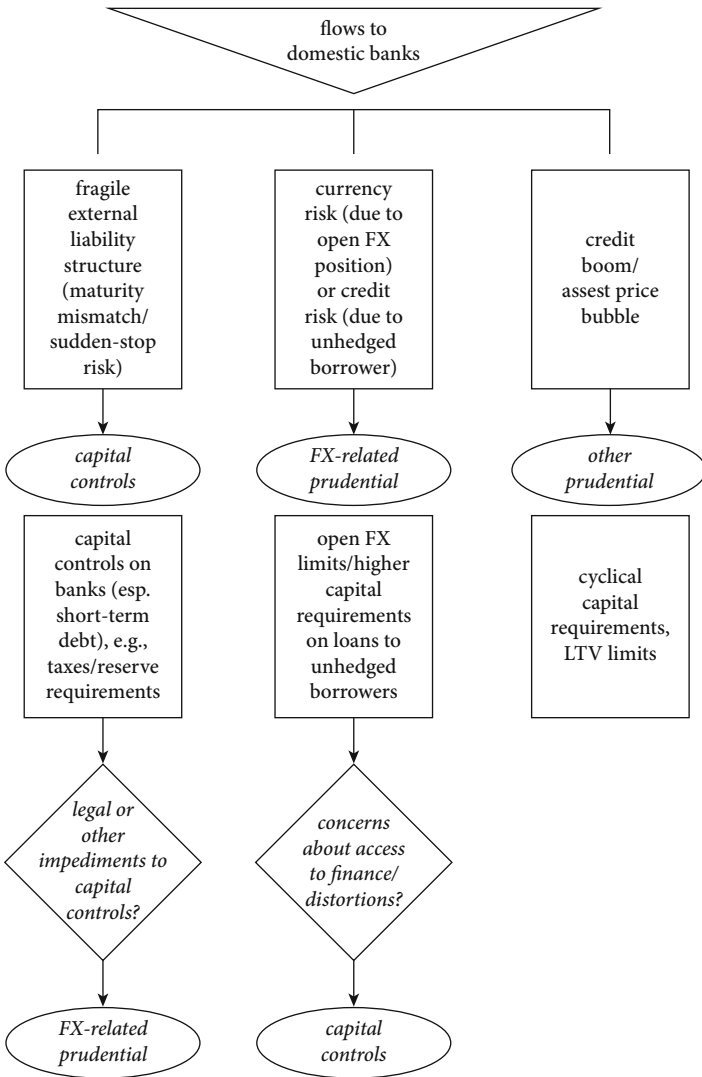 flows to
domestic banks
fragile
external
liability
structure
(maturity
mismatch/
sudden-stop
risk)
currency
risk (due to
open FX
position)
or credit
risk (due to
unhedged
borrower)
credit
boom/
assest price
bubble
capital
controls
FX-related
prudential
other
prudential
capital
controls on
banks (esp.
short-term
debt), e.g.,
taxes/reserve
requirements
open FX
limits/higher
capital
requirements
on loans to
unhedged
borrowers
cyclical
capital
requirements,
LTV limits
legal or
other
impediments to
capital
controls?
concerns
about access
to finance/
distortions?
FX-related
prudential
capital
controls